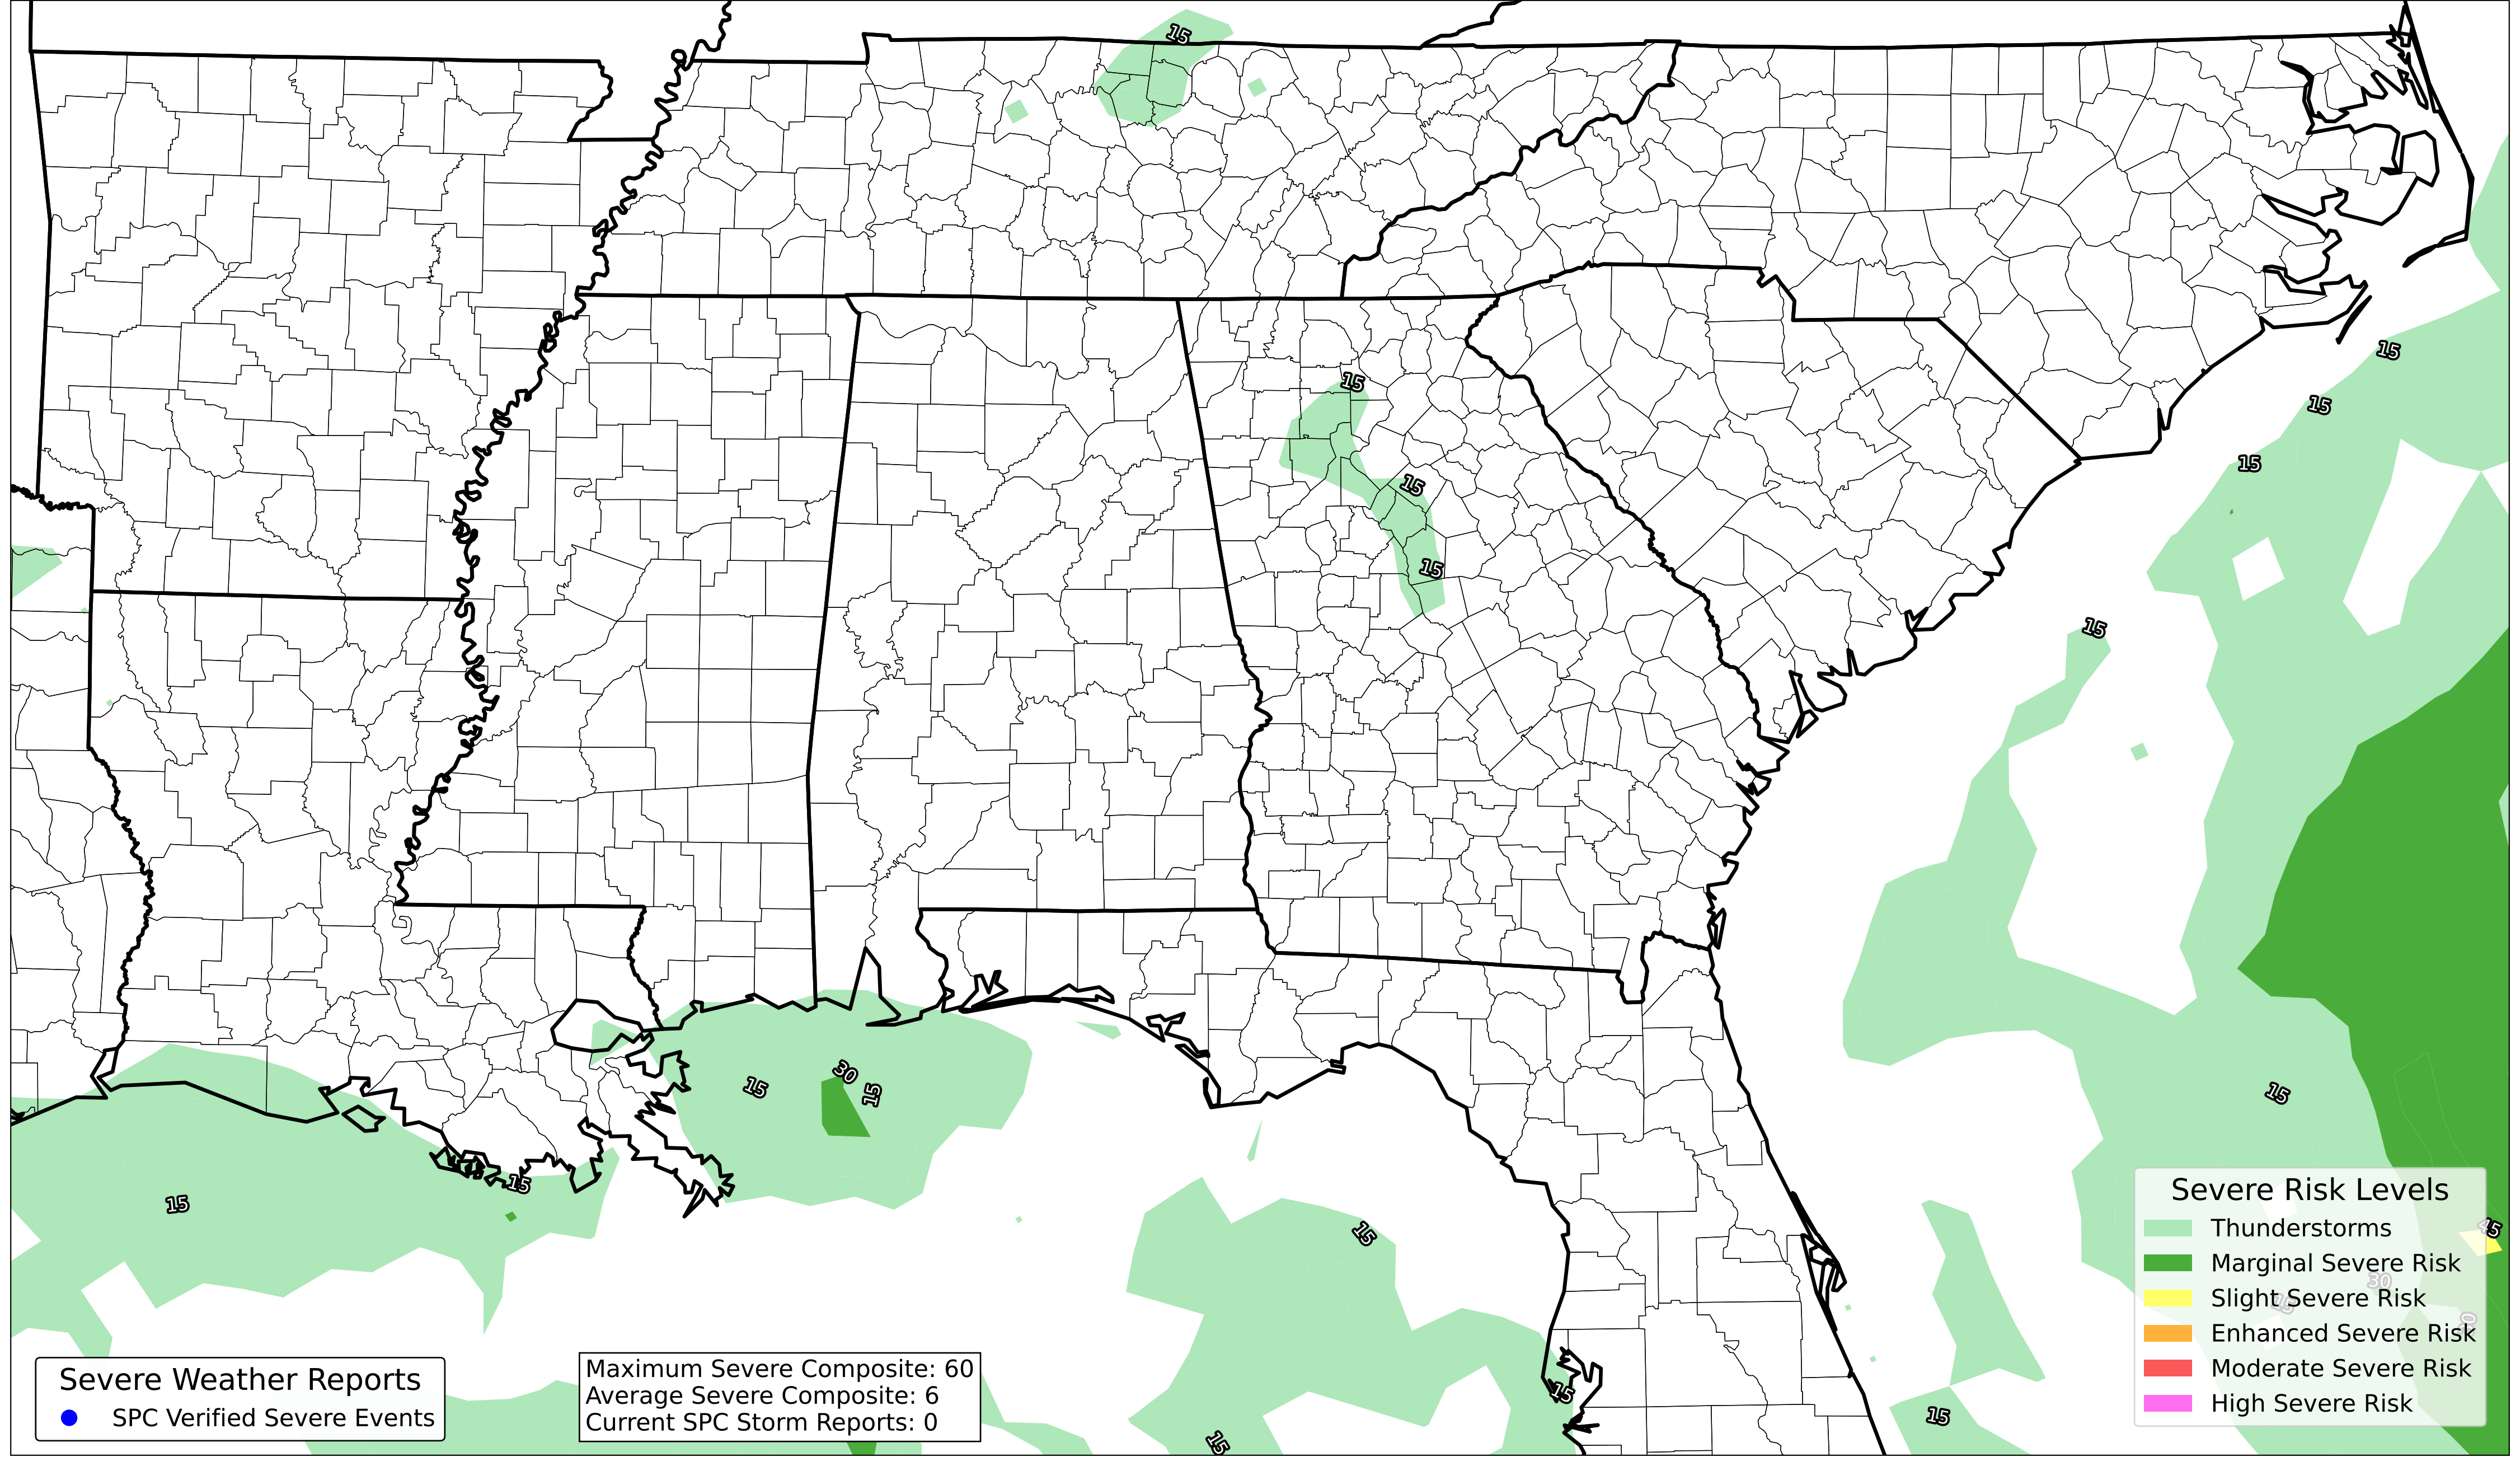 15
15
15
15
15
15
15
15
15
30
15
15
15
15
15
15
45
30
15
15
15
15
Severe Risk Levels
Thunderstorms
Marginal Severe Risk
Slight Severe Risk
Enhanced Severe Risk
Moderate Severe Risk
High Severe Risk
Severe Weather Reports
SPC Verified Severe Events
Maximum Severe Composite: 60
Average Severe Composite: 6
Current SPC Storm Reports: 0